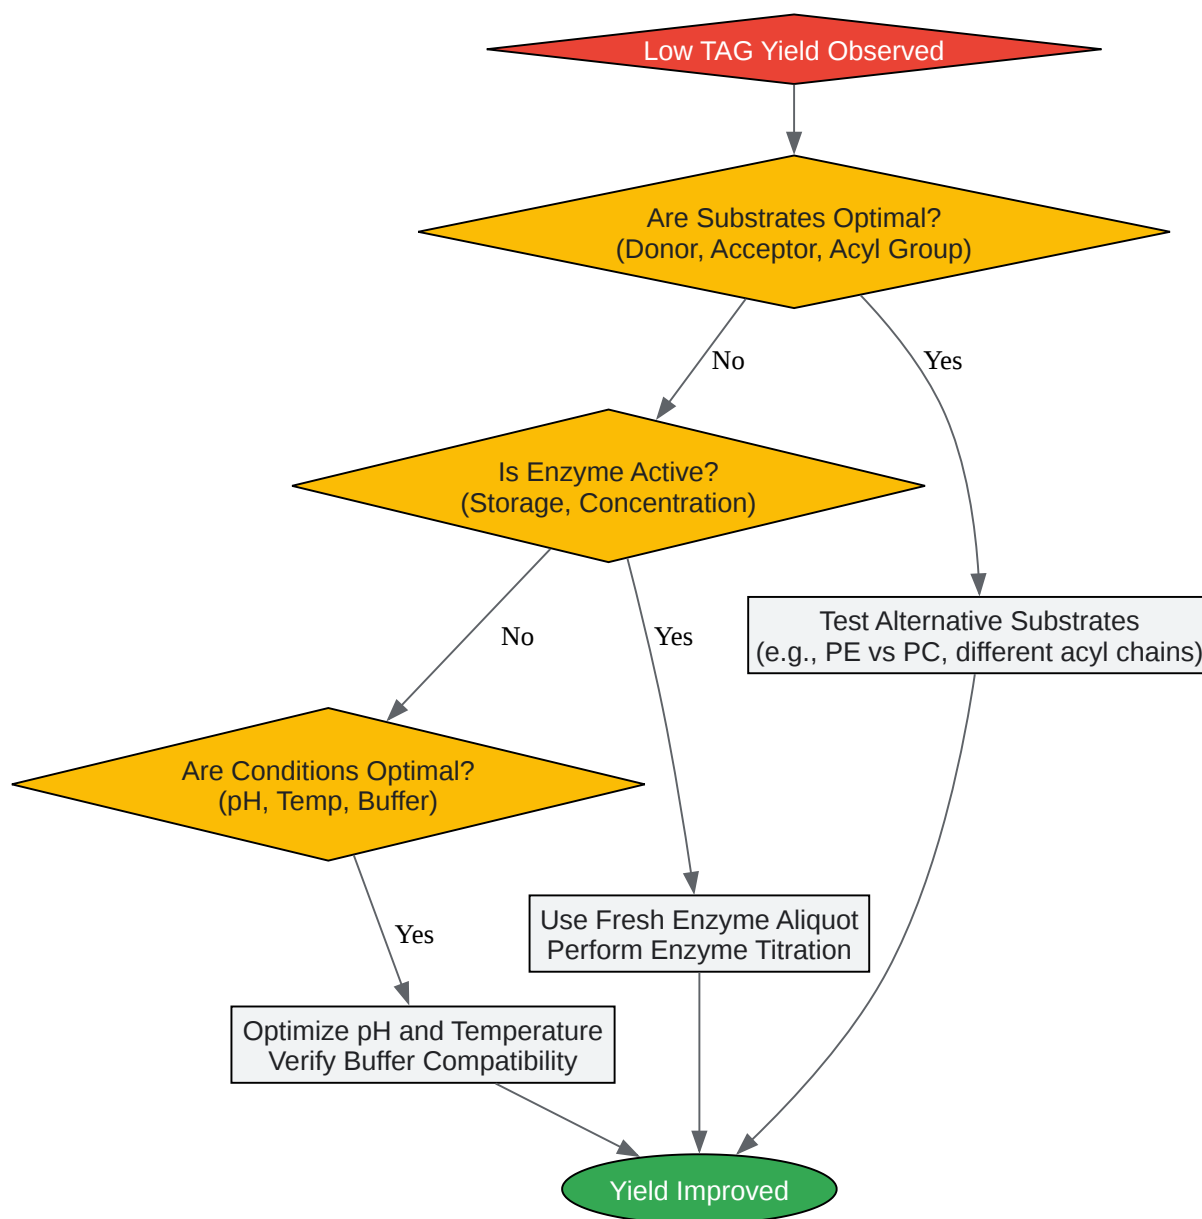 Low TAG Yield Observed
Are Substrates Optimal?
(Donor, Acceptor, Acyl Group)
No
Yes
Is Enzyme Active?
(Storage, Concentration)
Test Alternative Substrates
(e.g., PE vs PC, different acyl chains)
No
Yes
Are Conditions Optimal?
(pH, Temp, Buffer)
Use Fresh Enzyme Aliquot
Perform Enzyme Titration
Yes
Optimize pH and Temperature
Verify Buffer Compatibility
Yield Improved